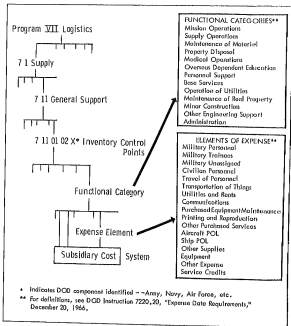 Program VII Logistics
7 1 Supply
7 11 General Support
7 11 01 02 X* Inventory Control
Points
Functional Category
Expense Element
Subsidiary Cost System
FUNCTIONAL CATEGORIES**
Mission Operations
Supply Operations
Maintenance of Materiel
Property Disposal
Medical Operations
Overseas Dependent Education
Personnel Support
Base Services
Operation of Utilities
Maintenance of Real Property
Minor Construction
Other Engineering Support
Administration
ELEMENTS OF EXPENSE**
Military Personnel
Military Trainees
Military Unassigned
Civilian Personnel
Travel of Personnel
Transportation of Things
Utilities and Rents
Communications
Purchased Equipment Maintenance
Printing and Reproduction
Other Purchased Services
Aircraft POL
Ship POL
Other Supplies
Equipment
Other Expense
Service Credits
* Indicates DOD component identified --Army, Navy, Air Force, etc.
** For definitions, see DOD Instruction 7220.20, "Expense Data Requirements,"
December 20, 1966.